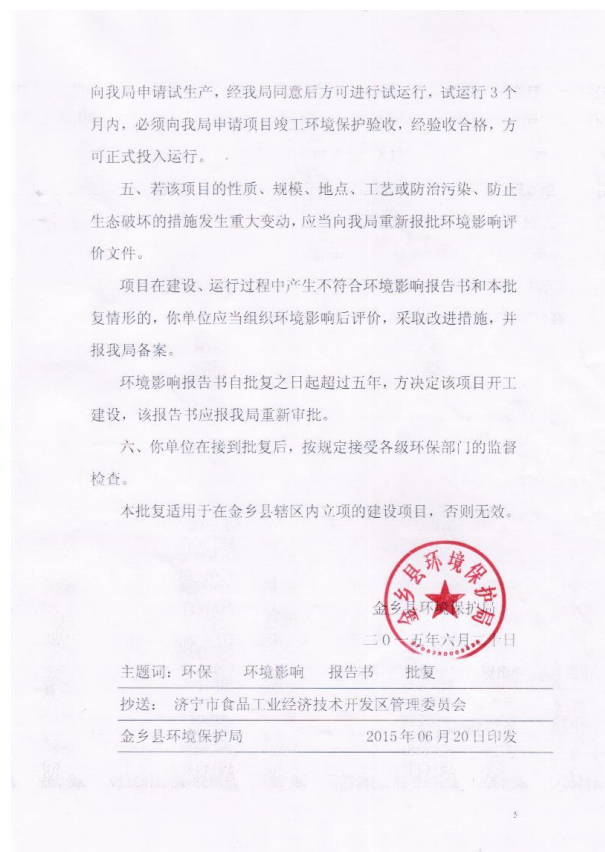 向我局申请试生产，经我局同意后方可进行试运行，试运行3个
月内，必须向我局申请项目竣工环境保护验收，经验收合格，方
可正式投入运行。
五、若该项目的性质、规模、地点、工艺或防治污染、防止
生态破坏的措施发生重大变动，应当向我局重新报批环境影响评
价文件。
项目在建设、运行过程中产生不符合环境影响报告书和本批
复情形的，你单位应当组织环境影响后评价，采取改进措施，并
报我局备案。
环境影响报告书自批复之日起超过五年，方决定该项目开工
建设，该报告书应报我局重新审批。
六、你单位在接到批复后，按规定接受各级环保部门的监督
检查。
本批复适用于在金乡县辖区内立项的建设项目，否则无效。
金乡县环境保护局
金乡县环境保护局
二0一五年六月二十日
主题词：环保 环境影响 报告书 批复
抄送： 济宁市食品工业经济技术开发区管理委员会
金乡县环境保护局 2015年06月20日印发
5